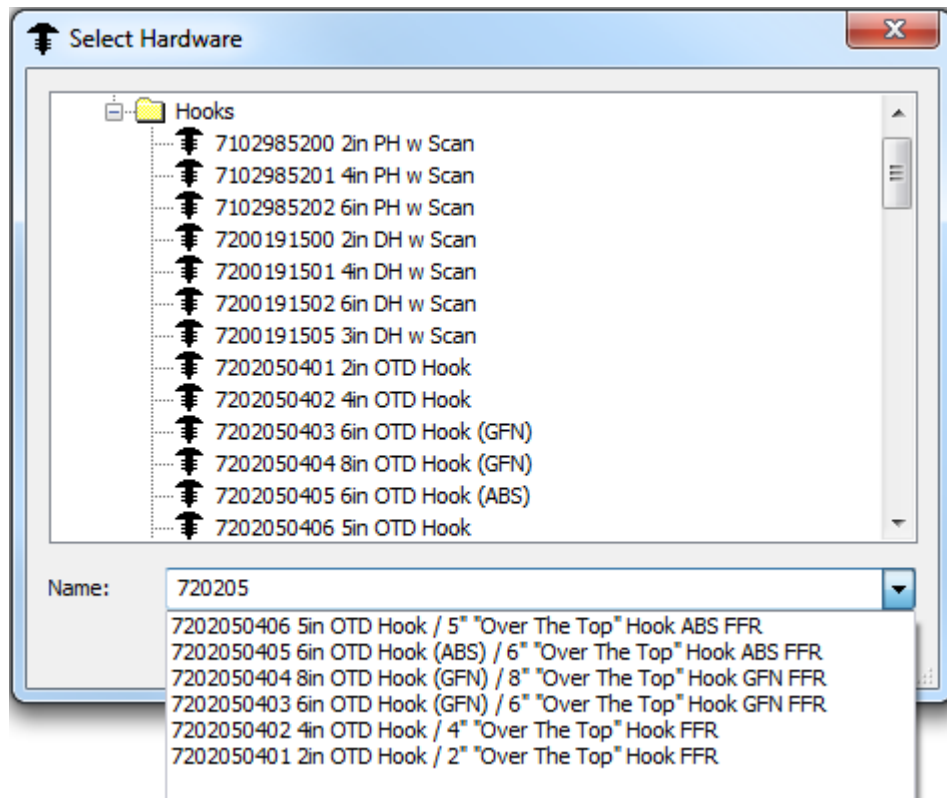 Select Hardware
Hooks
7102985200 2in PH w Scan
7102985201 4in PH w Scan
7102985202 6in PH w Scan
7200191500 2in DH w Scan
7200191501 4in DH w Scan
7200191502 6in DH w Scan
7200191505 3in DH w Scan
7202050401 2in OTD Hook
7202050402 4in OTD Hook
7202050403 6in OTD Hook (GFN)
7202050404 8in OTD Hook (GFN)
7202050405 6in OTD Hook (ABS)
7202050406 5in OTD Hook
Name: 720205
7202050406 5in OTD Hook / 5" "Over The Top" Hook ABS FFR
7202050405 6in OTD Hook (ABS) / 6" "Over The Top" Hook ABS FFR
7202050404 8in OTD Hook (GFN) / 8" "Over The Top" Hook GFN FFR
7202050403 6in OTD Hook (GFN) / 6" "Over The Top" Hook GFN FFR
7202050402 4in OTD Hook / 4" "Over The Top" Hook FFR
7202050401 2in OTD Hook / 2" "Over The Top" Hook FFR